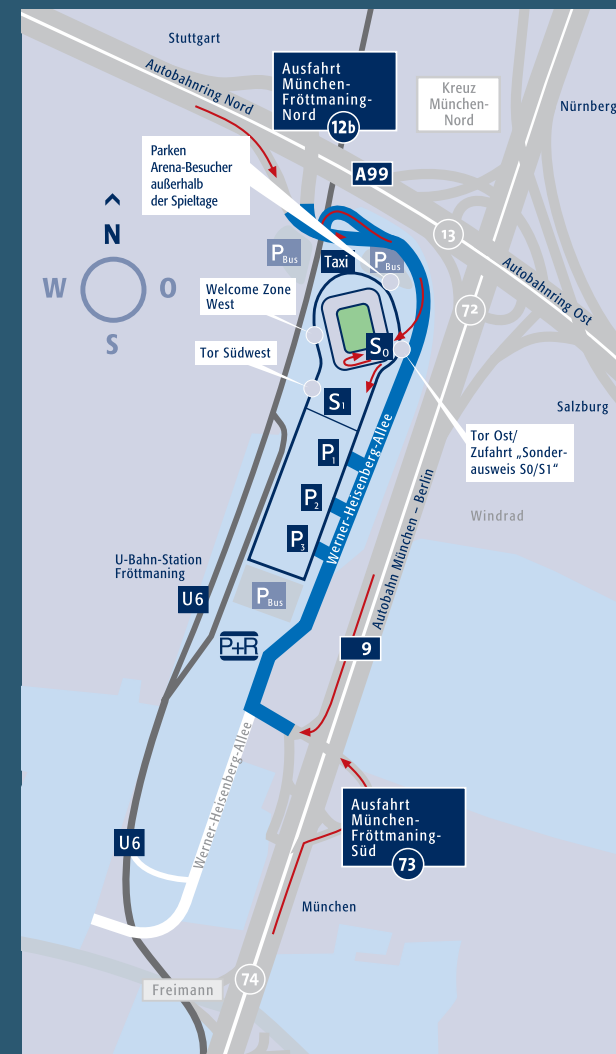 Stuttgart
Autobahnring Nord
Ausfahrt
München-
Fröttmaning-
Nord
12b
Kreuz
München-
Nord
Nürnberg
Parken
Arena-Besucher
außerhalb
der Spieltage
A99
N
W
O
S
13
P Bus
Taxi
P Bus
Autobahnring Ost
Welcome Zone
West
72
S0
Tor Südwest
S1
Salzburg
Tor Ost/
Zufahrt „Sonder-
ausweis S0/S1“
P1
Werner-Heisenberg-Allee
P2
Windrad
P3
Autobahn München – Berlin
U-Bahn-Station
Fröttmaning
U6
P Bus
P+R
9
Werner-Heisenberg-Allee
Ausfahrt
München-
Fröttmaning-
Süd
73
U6
München
74
Freimann